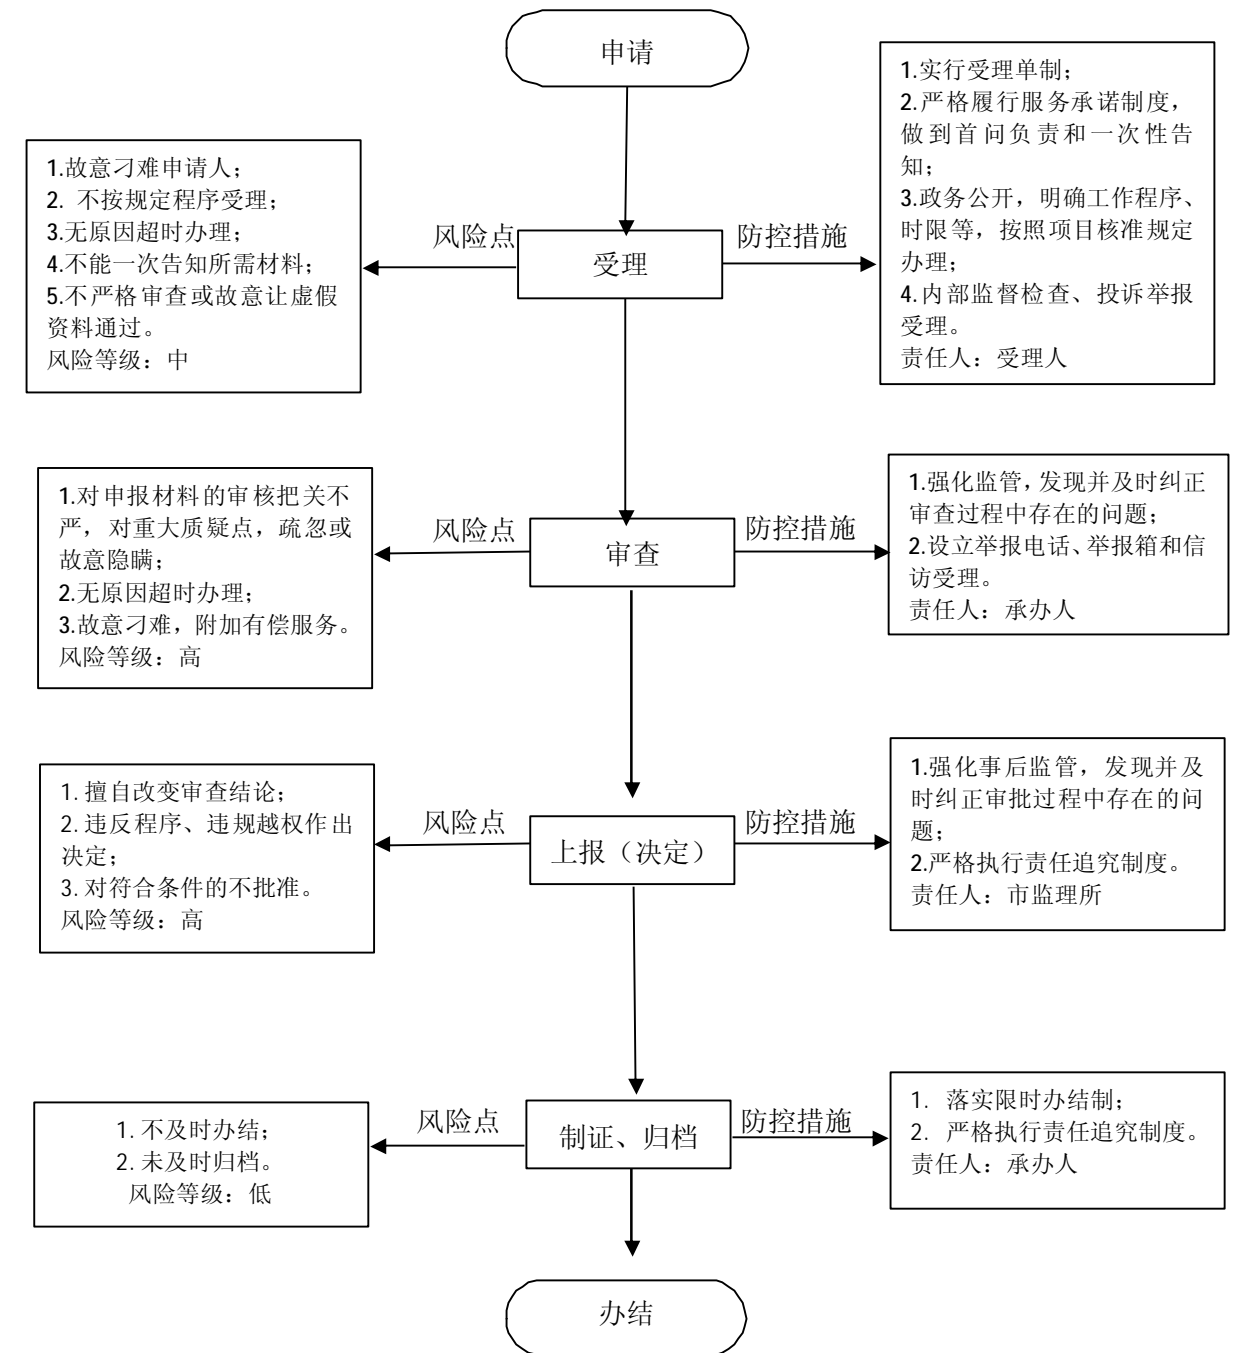 申请
1.实行受理单制；
2.严格履行服务承诺制度，
做到首问负责和一次性告
知；
3.政务公开，明确工作程序、
时限等，按照项目核准规定
办理；
4.内部监督检查、投诉举报
受理。
责任人：受理人
1.故意刁难申请人；
2. 不按规定程序受理；
3.无原因超时办理；
4.不能一次告知所需材料；
5.不严格审查或故意让虚假
资料通过。
风险等级：中
风险点
受理
防控措施
1.对申报材料的审核把关不
严，对重大质疑点，疏忽或
故意隐瞒；
2.无原因超时办理；
3.故意刁难，附加有偿服务。
风险等级：高
风险点
审查
防控措施
1.强化监管，发现并及时纠正
审查过程中存在的问题；
2.设立举报电话、举报箱和信
访受理。
责任人：承办人
1.擅自改变审查结论；
2.违反程序、违规越权作出
决定；
3.对符合条件的不批准。
风险等级：高
风险点
上报（决定）
防控措施
1.强化事后监管，发现并及
时纠正审批过程中存在的问
题；
2.严格执行责任追究制度。
责任人：市监理所
1.不及时办结；
2.未及时归档。
风险等级：低
风险点
制证、归档
防控措施
1. 落实限时办结制；
2. 严格执行责任追究制度。
责任人：承办人
办结